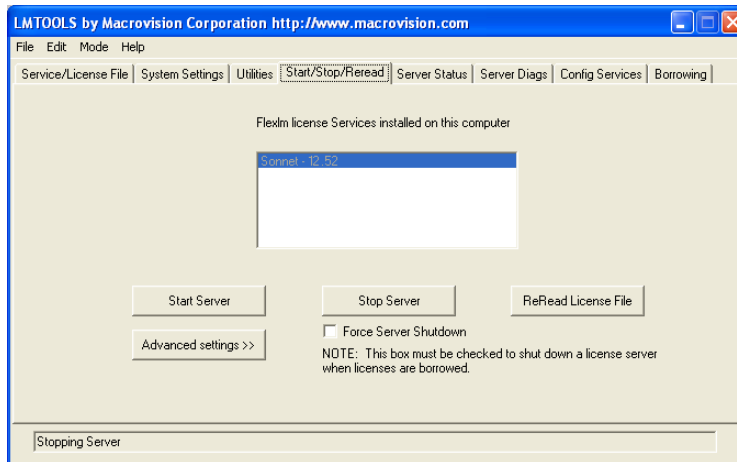 LMTOOLS by Macrovision Corporation http://www.macrovision.com
File Edit Mode Help
Service/License File System Settings Utilities Start/Stop/Reread Server Status Server Diags Config Services Borrowing
Flexlm license Services installed on this computer
Sonnet - 12.52
Start Server Stop Server ReRead License File
Advanced settings >> Force Server Shutdown
NOTE: This box must be checked to shut down a license server
when licenses are borrowed.
Stopping Server